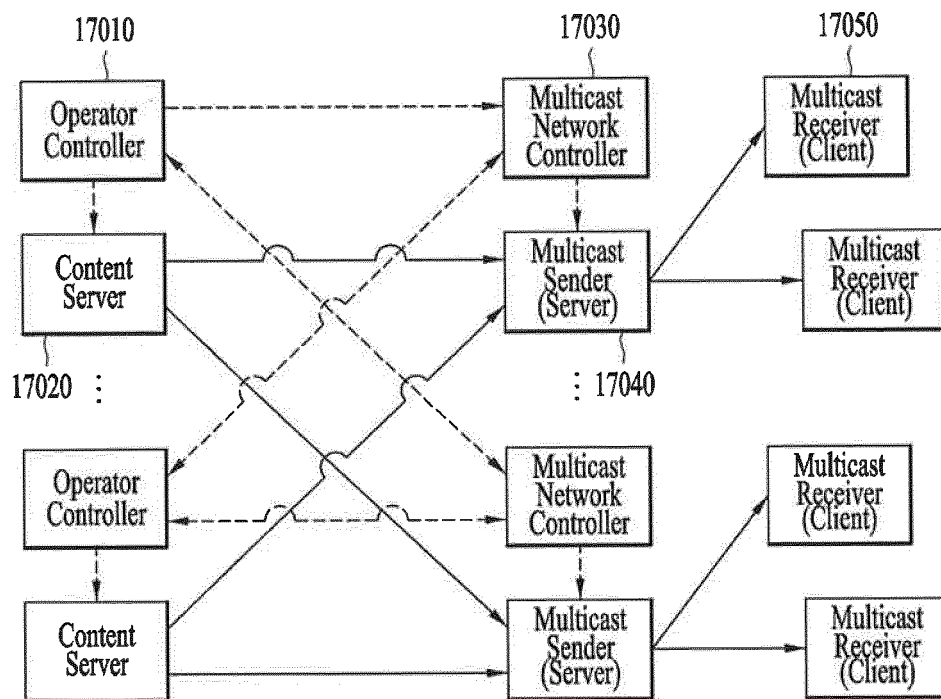 17010
17030
17050
Operator
Controller
Multicast
Network
Controller
Multicast
Receiver
(Client)
Content
Server
Multicast
Sender
(Server)
Multicast
Receiver
(Client)
17020
17040
Operator
Controller
Multicast
Network
Controller
Multicast
Receiver
(Client)
Content
Server
Multicast
Sender
(Server)
Multicast
Receiver
(Client)